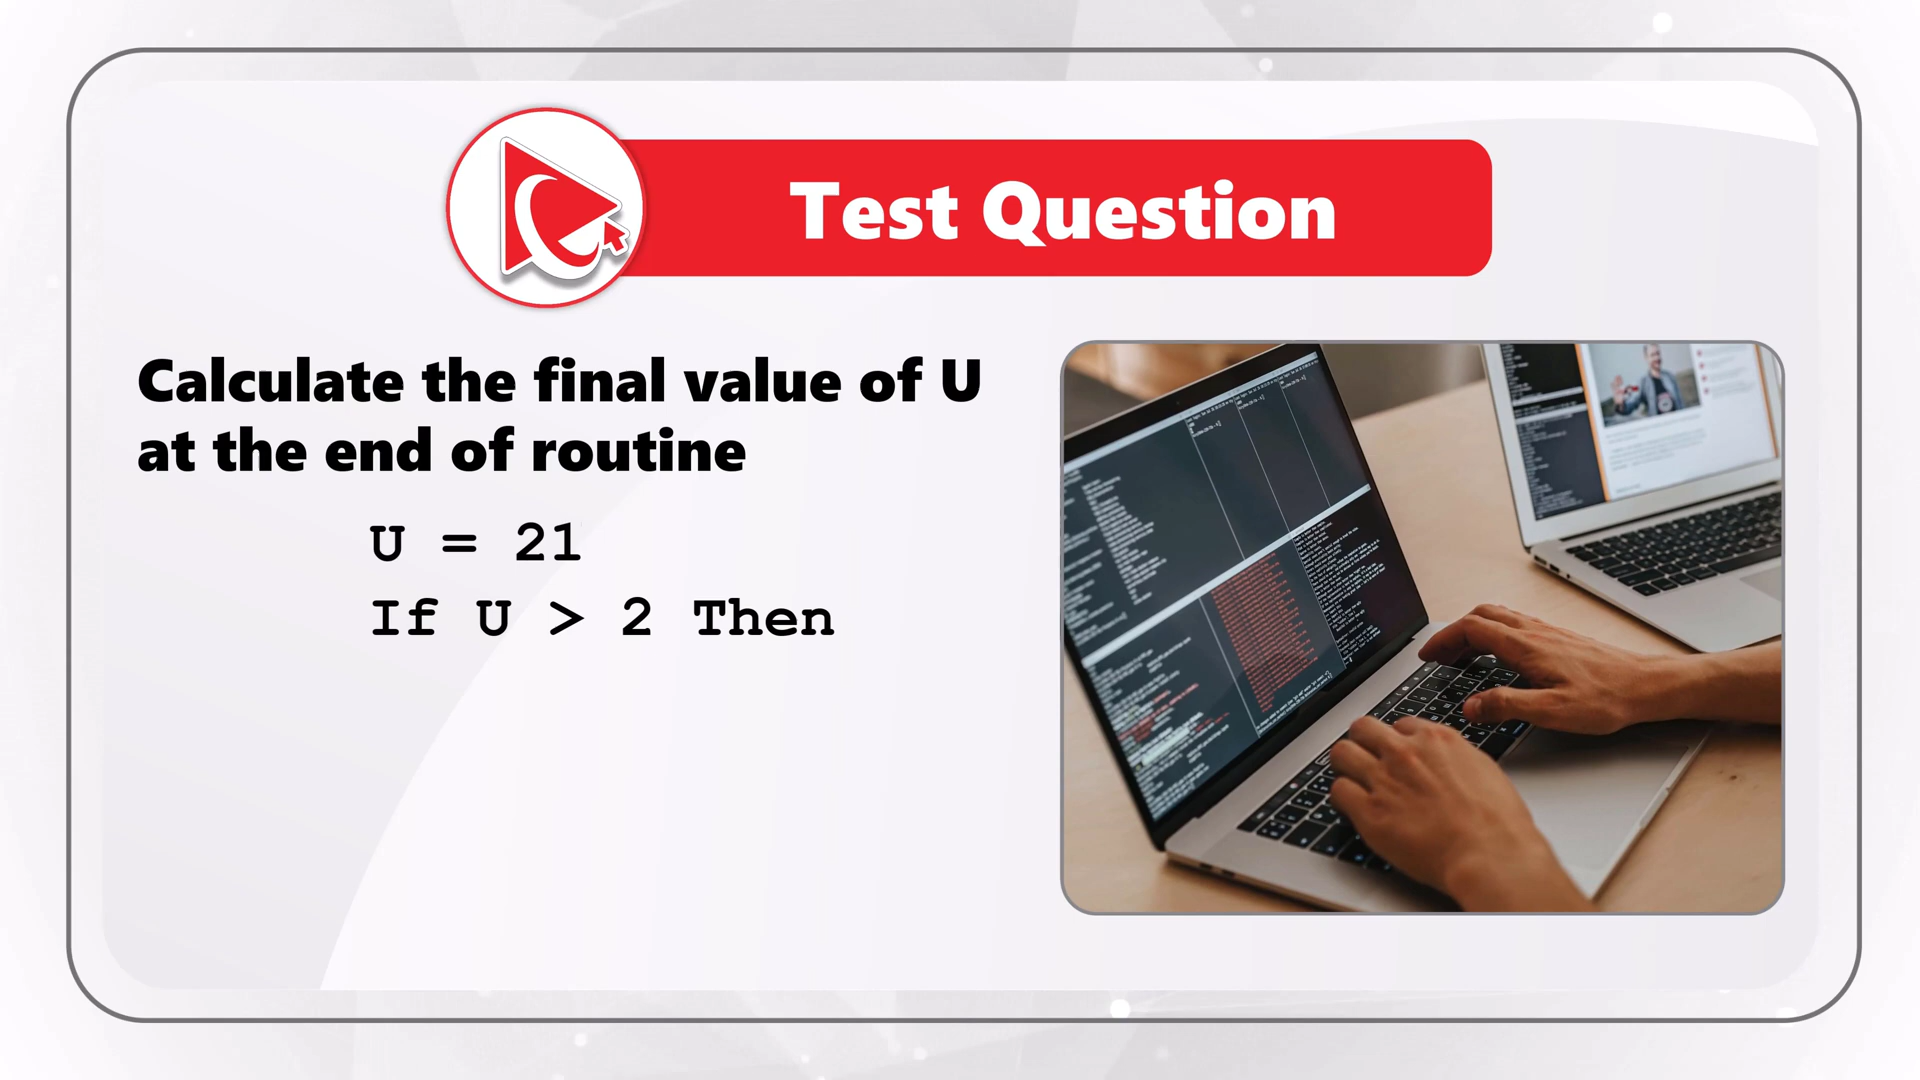 Test Question
Calculate the final value of U
at the end of routine
U = 21
If U > 2 Then